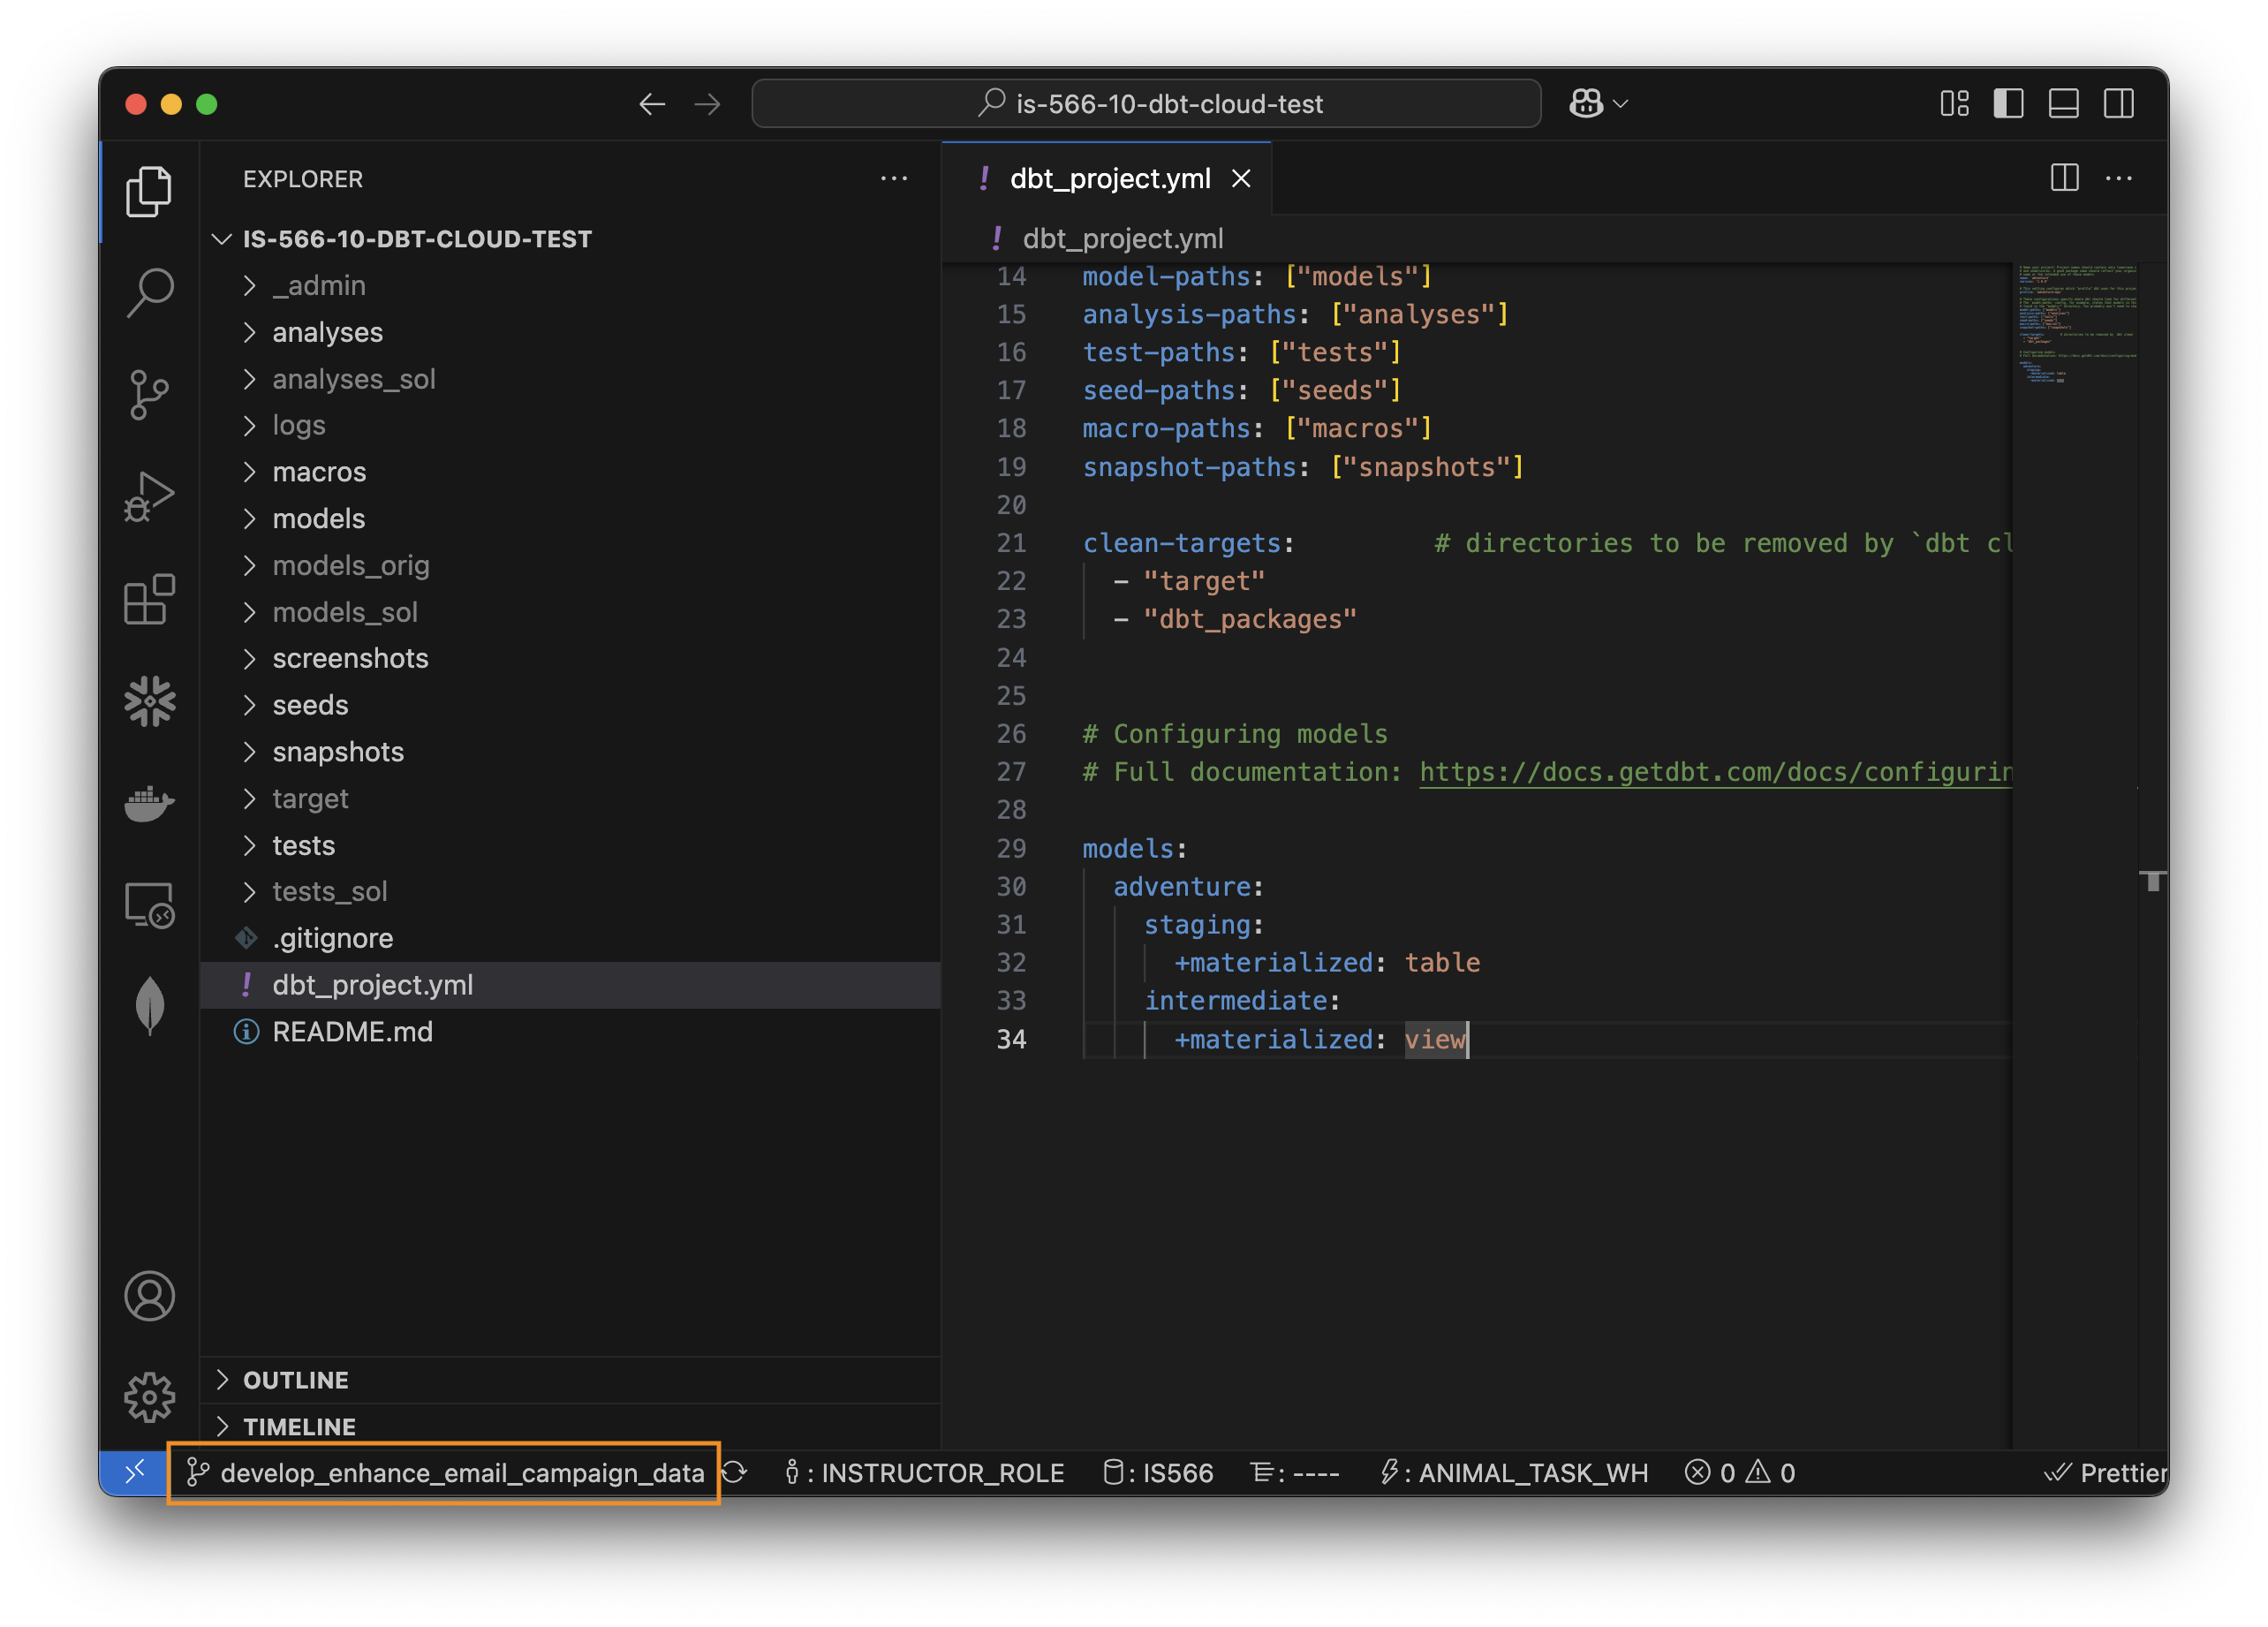 is-566-10-dbt-cloud-test
EXPLORER
IS-566-10-DBT-CLOUD-TEST
_admin
analyses
analyses_sol
logs
macros
models
models_orig
models_sol
screenshots
seeds
snapshots
target
tests
tests_sol
.gitignore
! dbt_project.yml
README.md
OUTLINE
TIMELINE
! dbt_project.yml
! dbt_project.yml
14 model-paths: ["models"]
15 analysis-paths: ["analyses"]
16 test-paths: ["tests"]
17 seed-paths: ["seeds"]
18 macro-paths: ["macros"]
19 snapshot-paths: ["snapshots"]
20
21 clean-targets:         # directories to be removed by `dbt cl
22   - "target"
23   - "dbt_packages"
24
25
26 # Configuring models
27 # Full documentation: https://docs.getdbt.com/docs/configurin
28
29 models:
30   adventure:
31     staging:
32       +materialized: table
33     intermediate:
34       +materialized: view
develop_enhance_email_campaign_data : INSTRUCTOR_ROLE : IS566 : ---- : ANIMAL_TASK_WH 0 0 Prettier